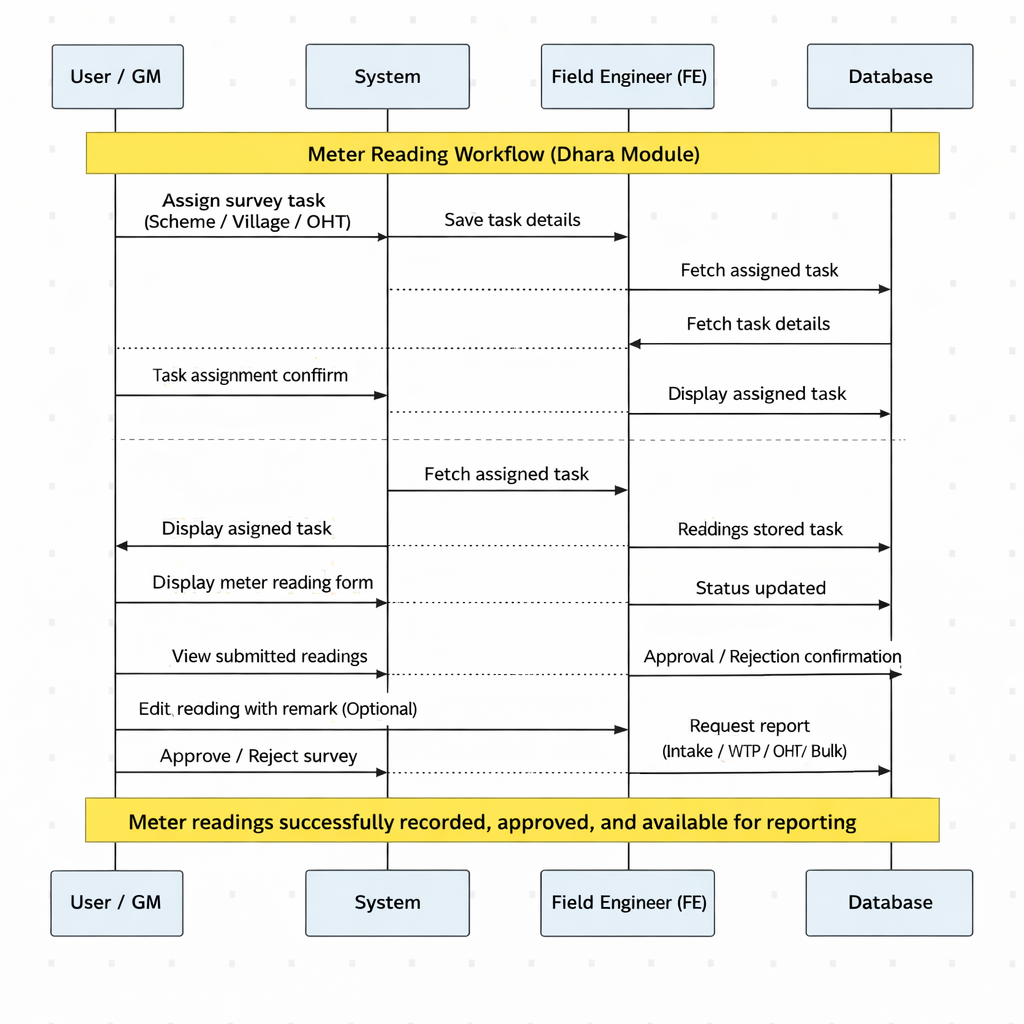 User / GM
System
Field Engineer (FE)
Database
Meter Reading Workflow (Dhara Module)
Assign survey task
(Scheme / Village / OHT)
Save task details
Fetch assigned task
Fetch task details
Task assignment confirm
Display assigned task
Fetch assigned task
Display asigned task
Readings stored task
Display meter reading form
Status updated
View submitted readings
Approval / Rejection confirmation
Edit reading with remark (Optional)
Request report
(Intake / WTP / OHT/ Bulk)
Approve / Reject survey
Meter readings successfully recorded, approved, and available for reporting
User / GM
System
Field Engineer (FE)
Database